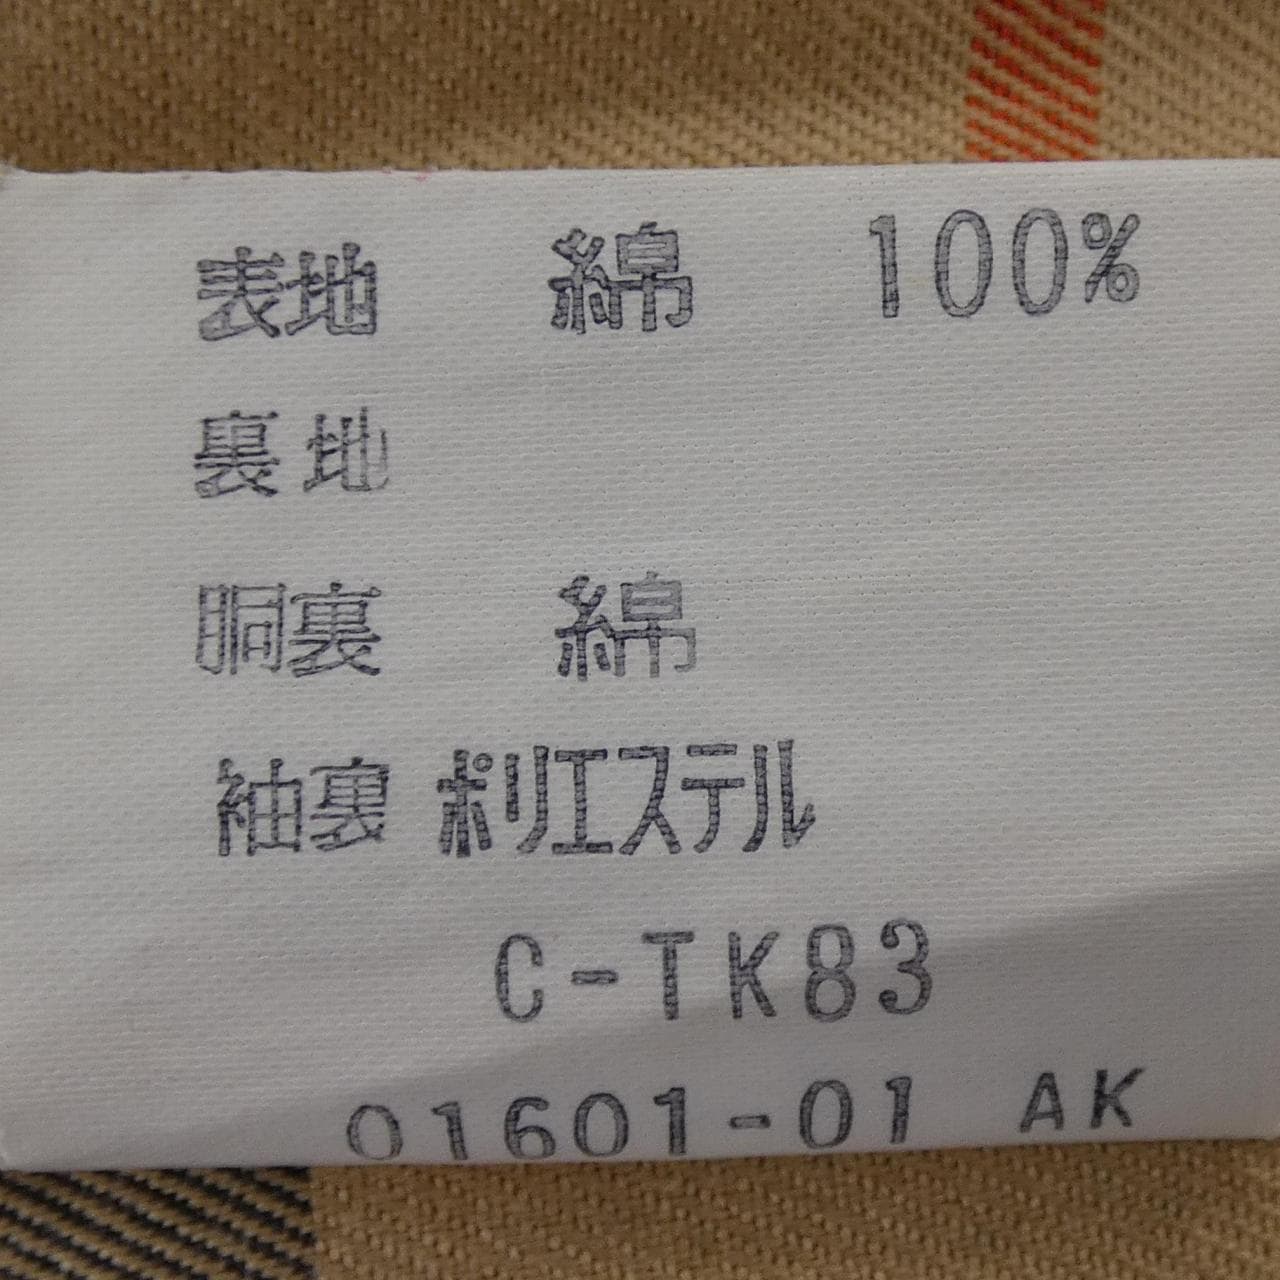 表地 綿 100%
裏地
胴裏 綿
袖裏 ポリエステル
C-TK83
01601-01 AK